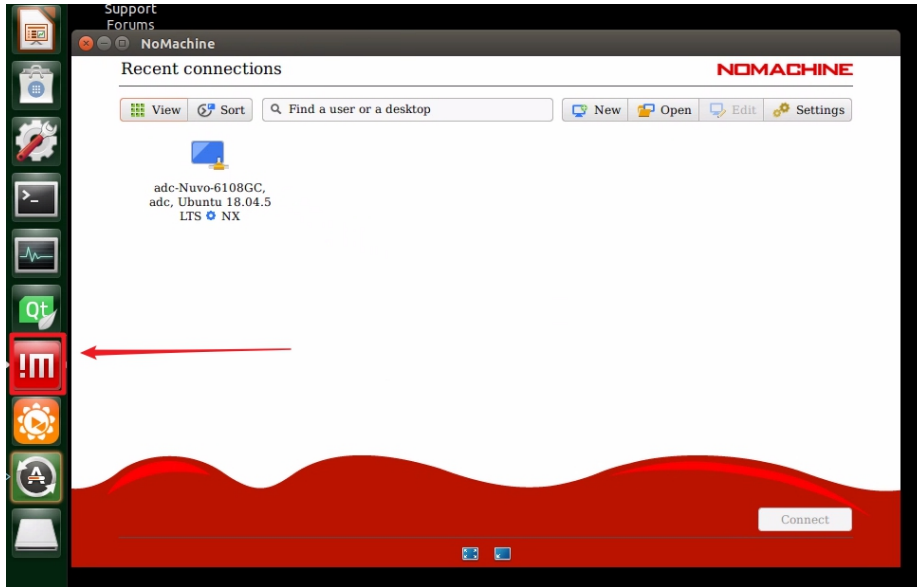 Support
Forums
NoMachine
Recent connections
NOMACHINE
View
Sort
Find a user or a desktop
New
Open
Edit
Settings
adc-Nuvo-6108GC,
adc, Ubuntu 18.04.5
LTS NX
>_
Qt
!M
A
Connect